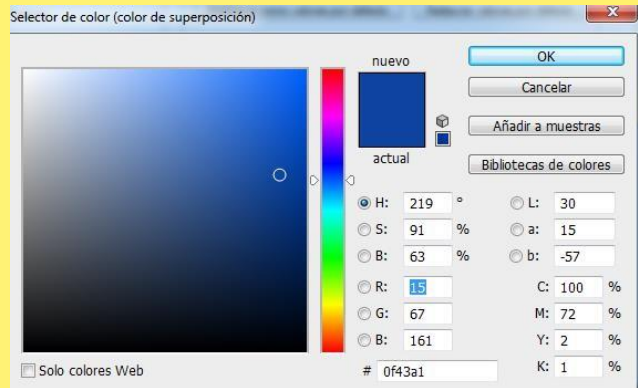 Selector de color (color de superposición)
nuevo
actual
OK
Cancelar
Añadir a muestras
Bibliotecas de colores
H: 219 °
L: 30
S: 91 %
a: 15
B: 63 %
b: -57
R: 15
C: 100 %
G: 67
M: 72 %
B: 161
Y: 2 %
Solo colores Web
# 0f43a1
K: 1 %